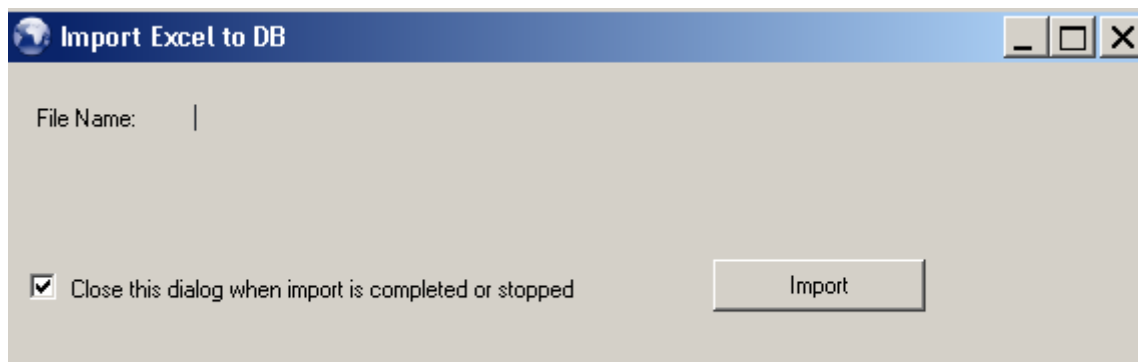 Import Excel to DB
File Name:
Close this dialog when import is completed or stopped
Import